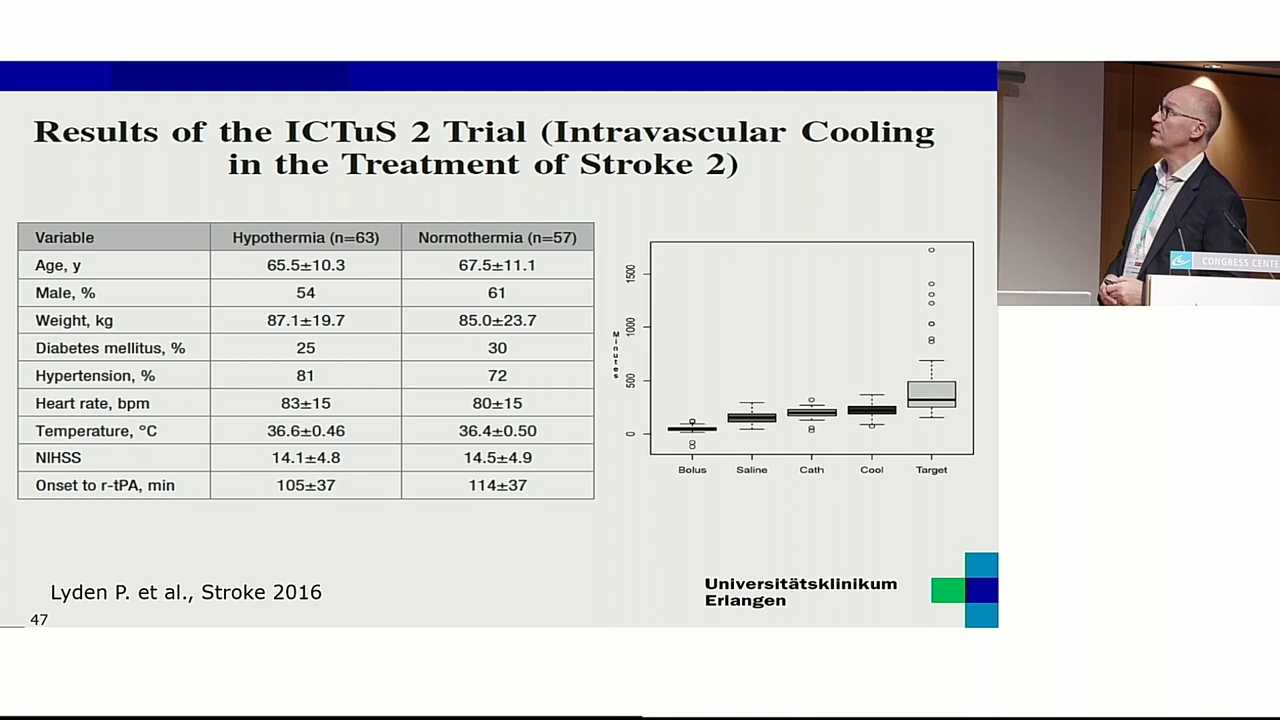 Results of the ICTuS 2 Trial (Intravascular Cooling
in the Treatment of Stroke 2)
Variable Hypothermia (n=63) Normothermia (n=57)
Age, y 65.5±10.3 67.5±11.1
Male, % 54 61
Weight, kg 87.1±19.7 85.0±23.7
Diabetes mellitus, % 25 30
Hypertension, % 81 72
Heart rate, bpm 83±15 80±15
Temperature, °C 36.6±0.46 36.4±0.50
NIHSS 14.1±4.8 14.5±4.9
Onset to r-tPA, min 105±37 114±37
Minutes
1500
1000
500
0
Bolus Saline Cath Cool Target
Lyden P. et al., Stroke 2016
47
Universitätsklinikum
Erlangen
CONGRESS CENTE